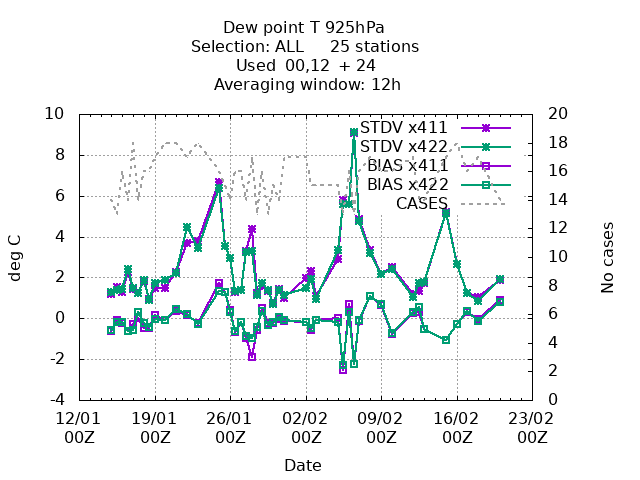 Dew point T 925hPa
Selection: ALL 25 stations
Used 00,12 + 24
Averaging window: 12h
10 20
STDV x411 18
STDV x422
8 BIAS x411 16
BIAS x422
6 CASES 14
12
4 10
2 8
6
0 4
-2 2
-4 0
deg C
No cases
12/01 19/01 26/01 02/02 09/02 16/02 23/02
00Z 00Z 00Z 00Z 00Z 00Z 00Z
Date